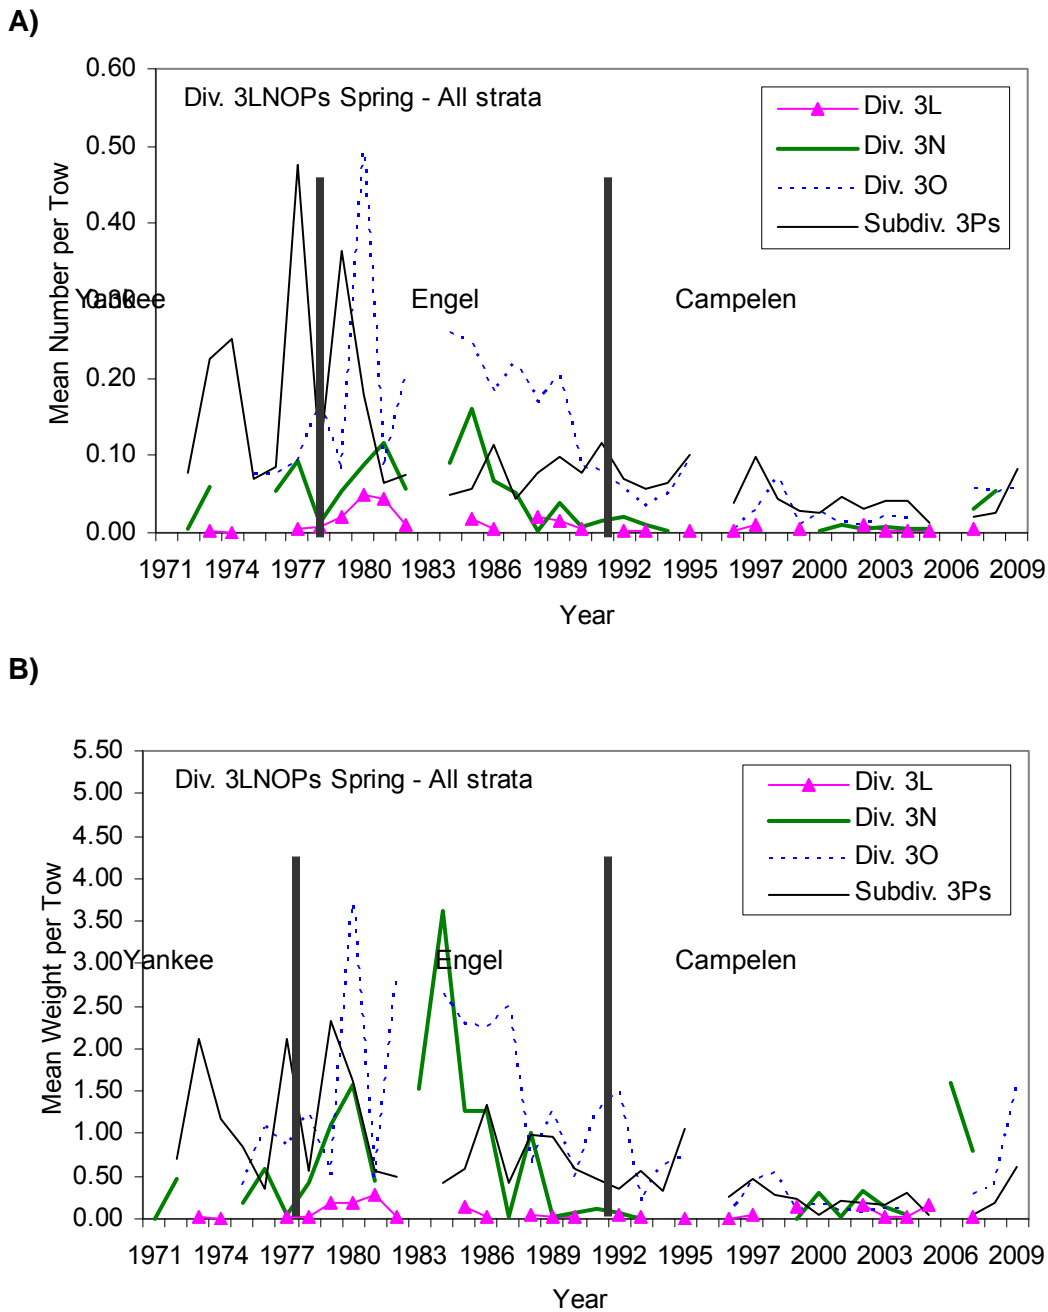 A)
Div. 3LNOPs Spring - All strata
Div. 3L
Div. 3N
Div. 3O
Subdiv. 3Ps
Mean Number per Tow
0.60
0.50
0.40
0.30
0.20
0.10
0.00
Yankee
Engel
Campelen
1971 1974 1977 1980 1983 1986 1989 1992 1995 1997 2000 2003 2006 2009
Year
B)
Div. 3LNOPs Spring - All strata
Div. 3L
Div. 3N
Div. 3O
Subdiv. 3Ps
Mean Weight per Tow
5.50
5.00
4.50
4.00
3.50
3.00
2.50
2.00
1.50
1.00
0.50
0.00
Yankee
Engel
Campelen
1971 1974 1977 1980 1983 1986 1989 1992 1995 1997 2000 2003 2006 2009
Year